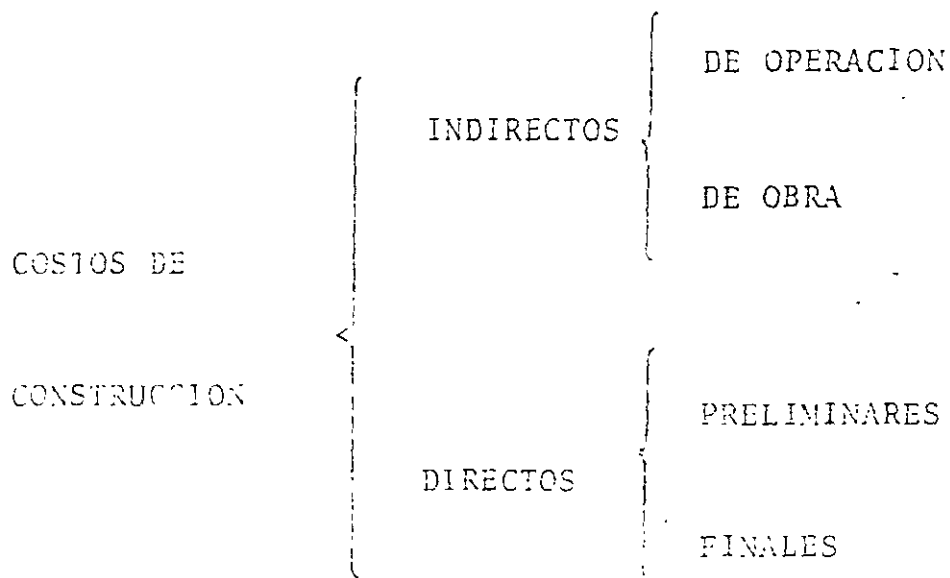 DE OPERACION
INDIRECTOS
DE OBRA
COSTOS DE
CONSTRUCCION
PRELIMINARES
DIRECTOS
FINALES